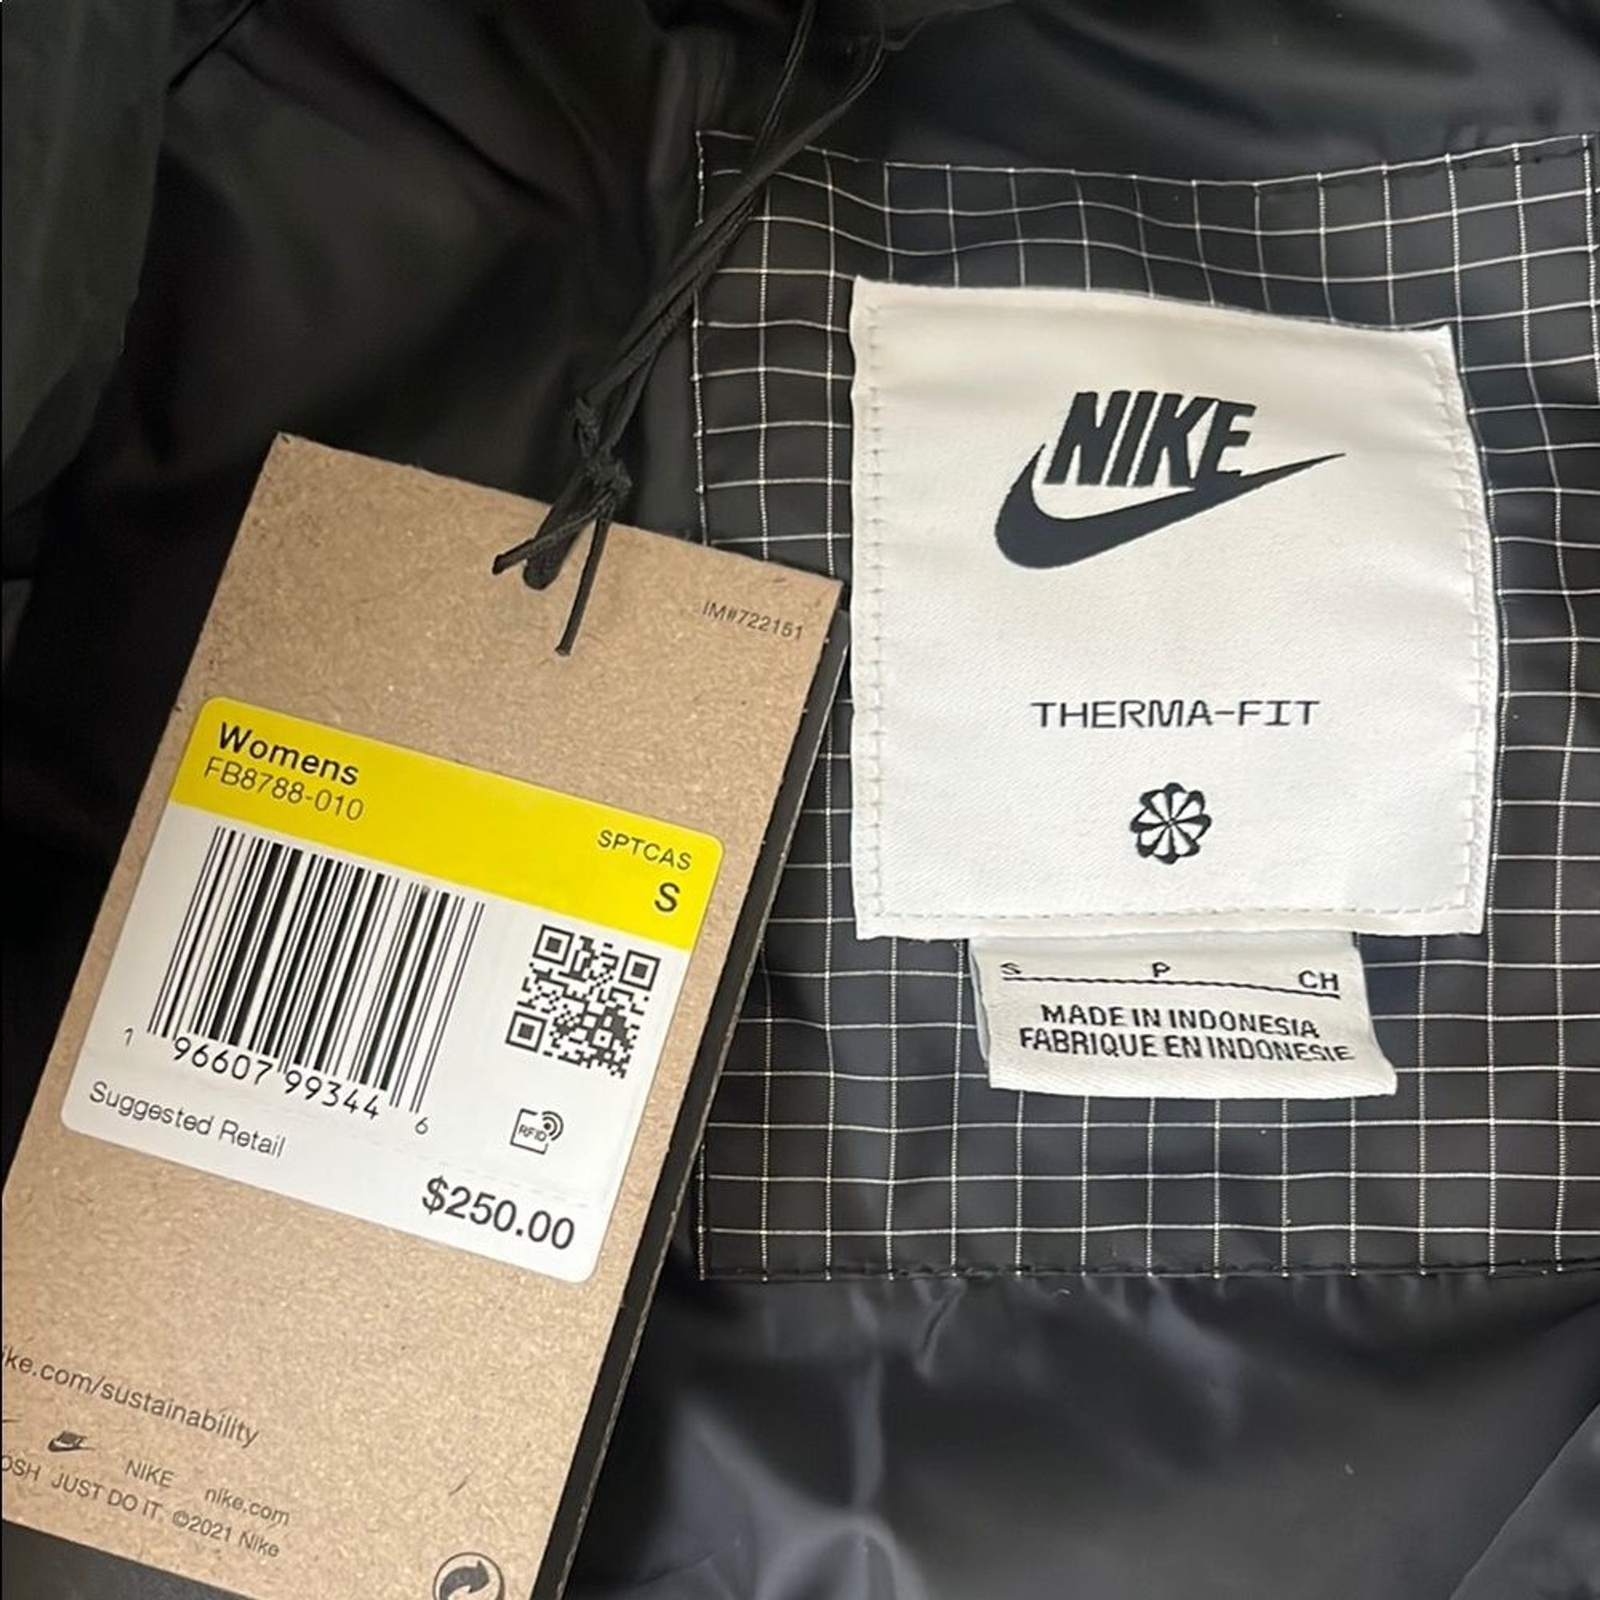 IM#722151
Womens
FB8788-010
SPTCAS
S
1 96607 99344 6
RFID
Suggested Retail
$250.00
ike.com/sustainability
NIKE nike.com
OSH JUST DO IT ©2021 Nike
NIKE
THERMA-FIT
S P CH
MADE IN INDONESIA
FABRIQUE EN INDONESIE